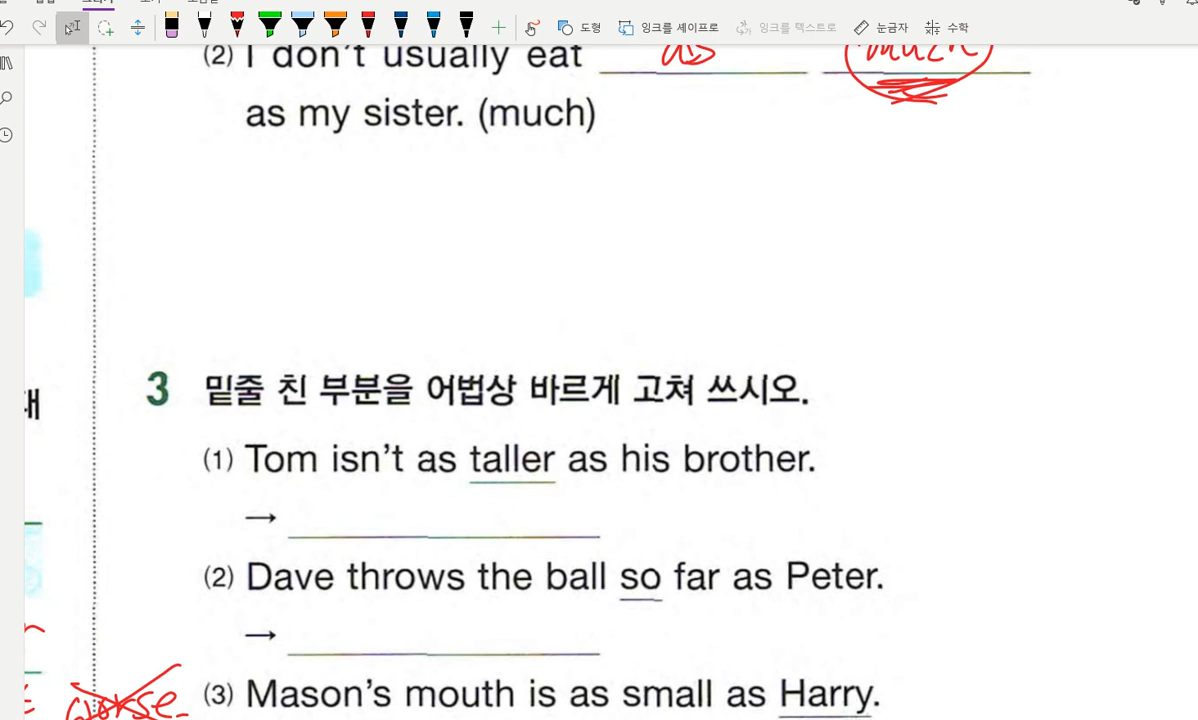 도형 잉크를 셰이프로 잉크를 텍스트로 눈금자 수학
(2) I don't usually eat as much
as my sister. (much)
3 밑줄 친 부분을 어법상 바르게 고쳐 쓰시오.
(1) Tom isn't as taller as his brother.
→
(2) Dave throws the ball so far as Peter.
→
(3) Mason's mouth is as small as Harry.